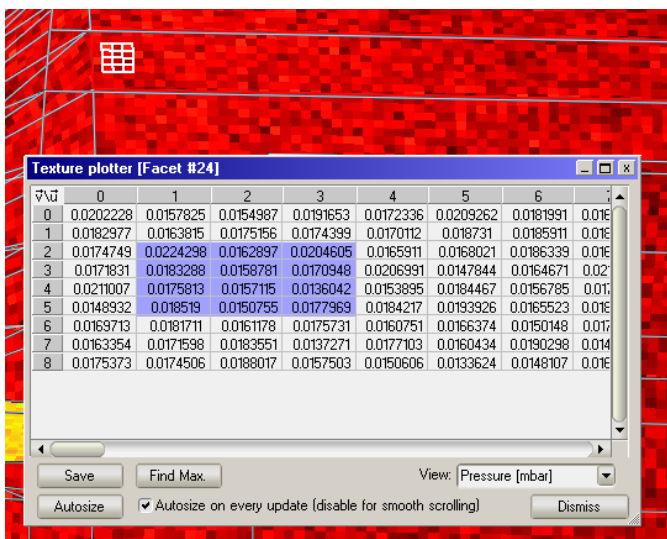 Texture plotter [Facet #24]
v\u 0 1 2 3 4 5 6
0 0.0202228 0.0157825 0.0154987 0.0191653 0.0172336 0.0209262 0.0181991
1 0.0182977 0.0163815 0.0175156 0.0174399 0.0170112 0.018731 0.0185911
2 0.0174749 0.0224298 0.0162897 0.0204605 0.0165911 0.0168021 0.0186339
3 0.0171831 0.0183288 0.0158781 0.0170948 0.0206991 0.0147844 0.0164671
4 0.0211007 0.0175813 0.0157115 0.0136042 0.0153895 0.0184467 0.0156785
5 0.0148932 0.018519 0.0150755 0.0177969 0.0184217 0.0193926 0.0165523
6 0.0169713 0.0181711 0.0161178 0.0175731 0.0160751 0.0166374 0.0150148
7 0.0163354 0.0171598 0.0183551 0.0137271 0.0177103 0.0160434 0.0190298
8 0.0175373 0.0174506 0.0188017 0.0157503 0.0150606 0.0133624 0.0148107
Save Find Max. View: Pressure [mbar]
Autosize Autosize on every update (disable for smooth scrolling) Dismiss